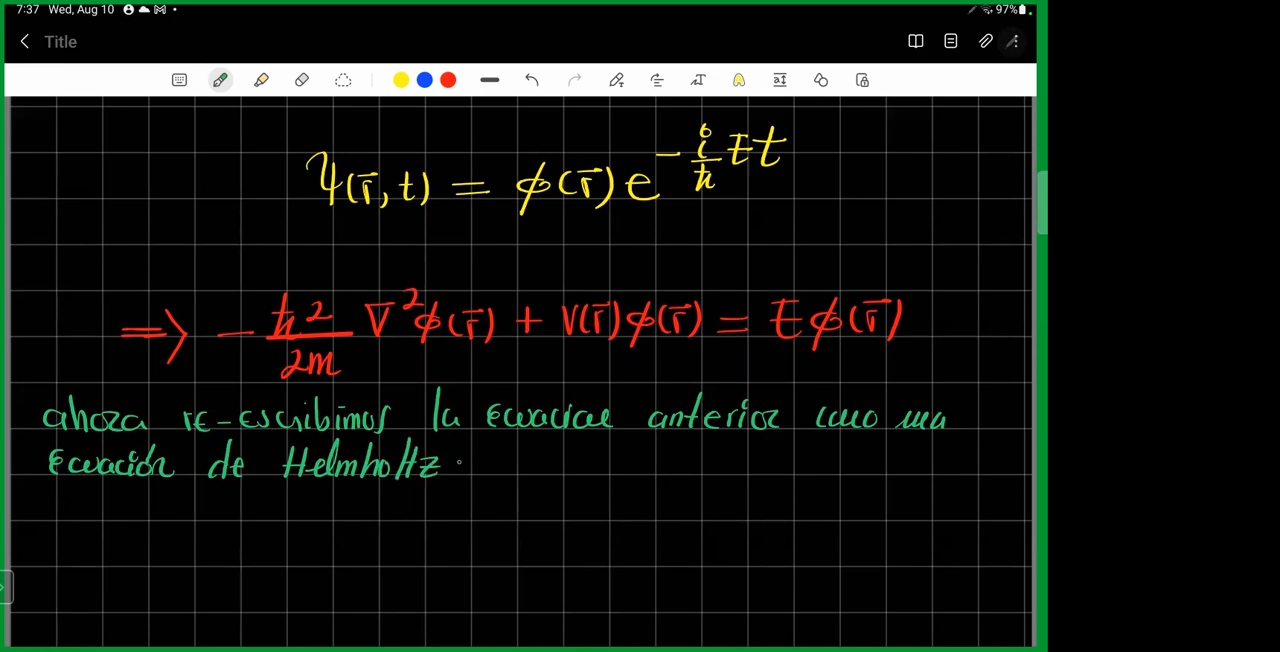 7:37 Wed, Aug 10
97%
Title
Ψ(r̄, t) = ϕ(r̄) e^{-i/ħ Et}
=> - ħ²/2m ∇²ϕ(r̄) + V(r̄)ϕ(r̄) = Eϕ(r̄)
ahora re-escribimos la ecuacion anterior como una
Ecuación de Helmholtz